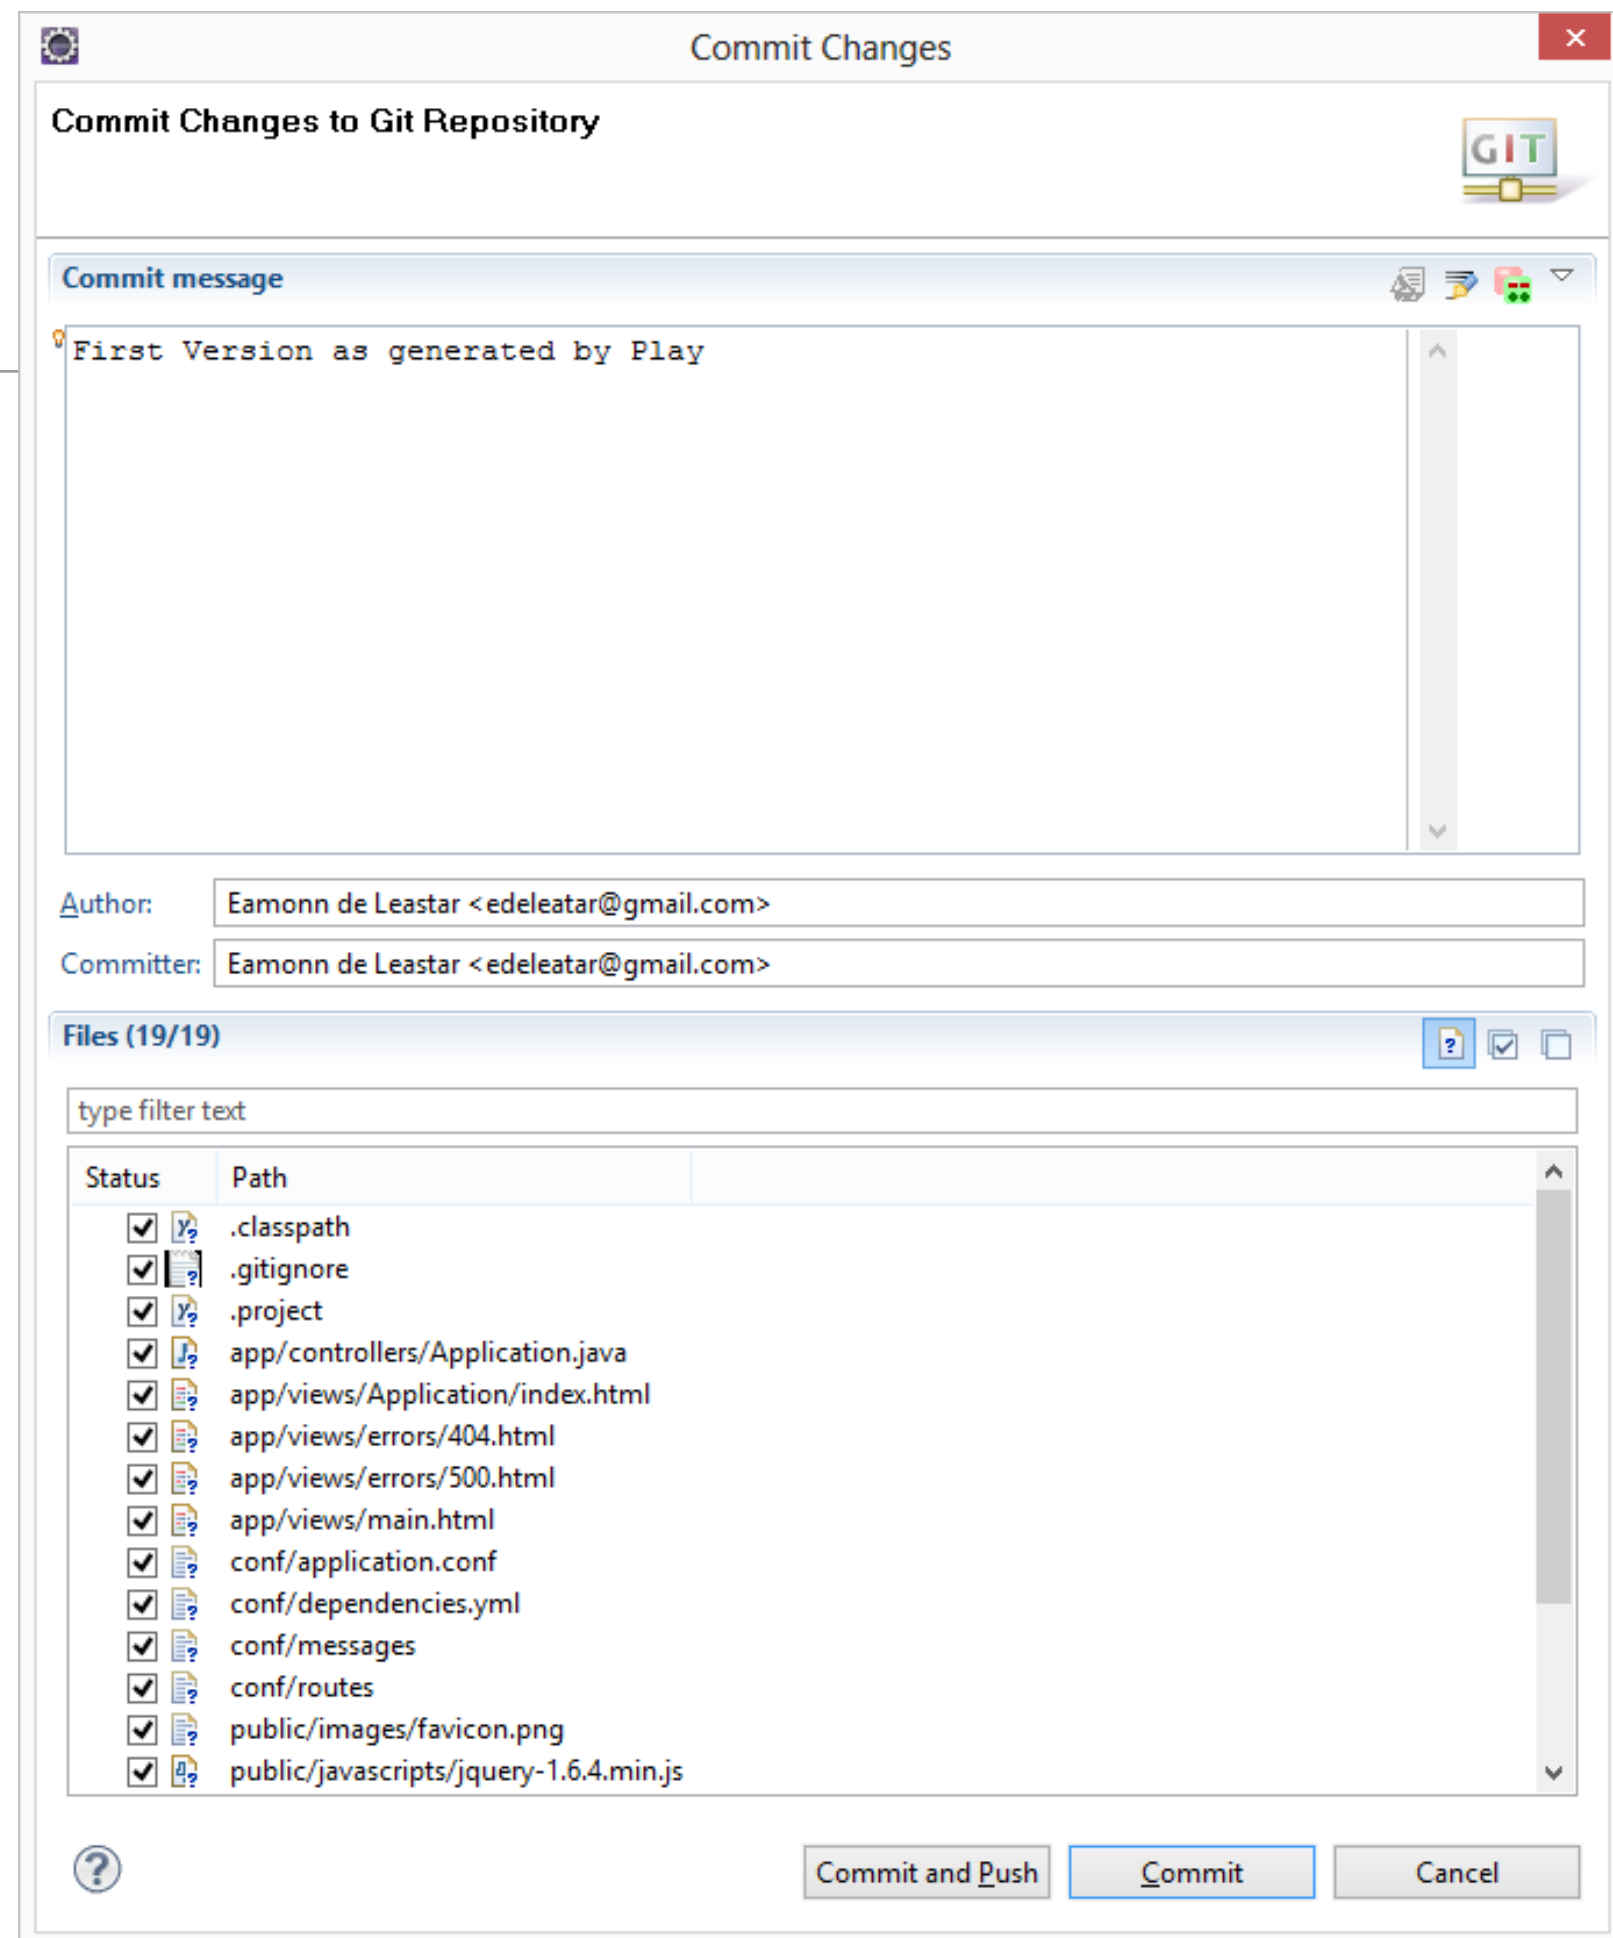 Commit Changes
Commit Changes to Git Repository
GIT
Commit message
First Version as generated by Play
Author: Eamonn de Leastar <edeleatar@gmail.com>
Committer: Eamonn de Leastar <edeleatar@gmail.com>
Files (19/19)
type filter text
Status Path
.classpath
.gitignore
.project
app/controllers/Application.java
app/views/Application/index.html
app/views/errors/404.html
app/views/errors/500.html
app/views/main.html
conf/application.conf
conf/dependencies.yml
conf/messages
conf/routes
public/images/favicon.png
public/javascripts/jquery-1.6.4.min.js
Commit and Push Commit Cancel